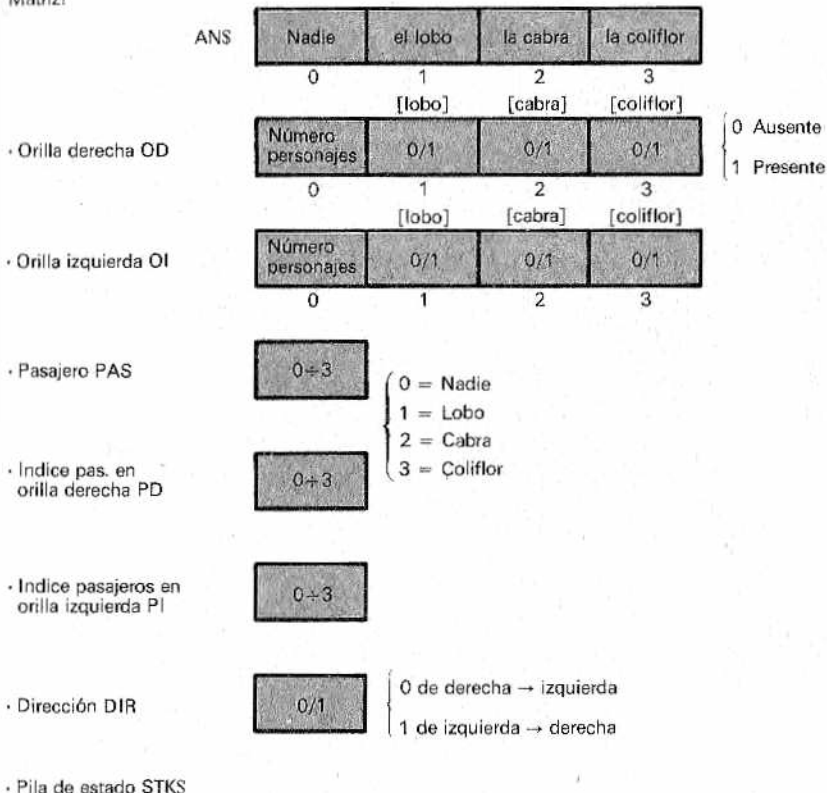 Matriz:
ANS Nadie el lobo la cabra la coliflor
0 1 2 3
[lobo] [cabra] [coliflor]
· Orilla derecha OD Número personajes 0/1 0/1 0/1 0 Ausente
1 Presente
0 1 2 3
[lobo] [cabra] [coliflor]
· Orilla izquierda OI Número personajes 0/1 0/1 0/1
0 1 2 3
· Pasajero PAS 0÷3
0 = Nadie
1 = Lobo
2 = Cabra
3 = Coliflor
· Indice pas. en
orilla derecha PD 0÷3
· Indice pasajeros en
orilla izquierda PI 0÷3
· Dirección DIR 0/1
0 de derecha → izquierda
1 de izquierda → derecha
· Pila de estado STKS